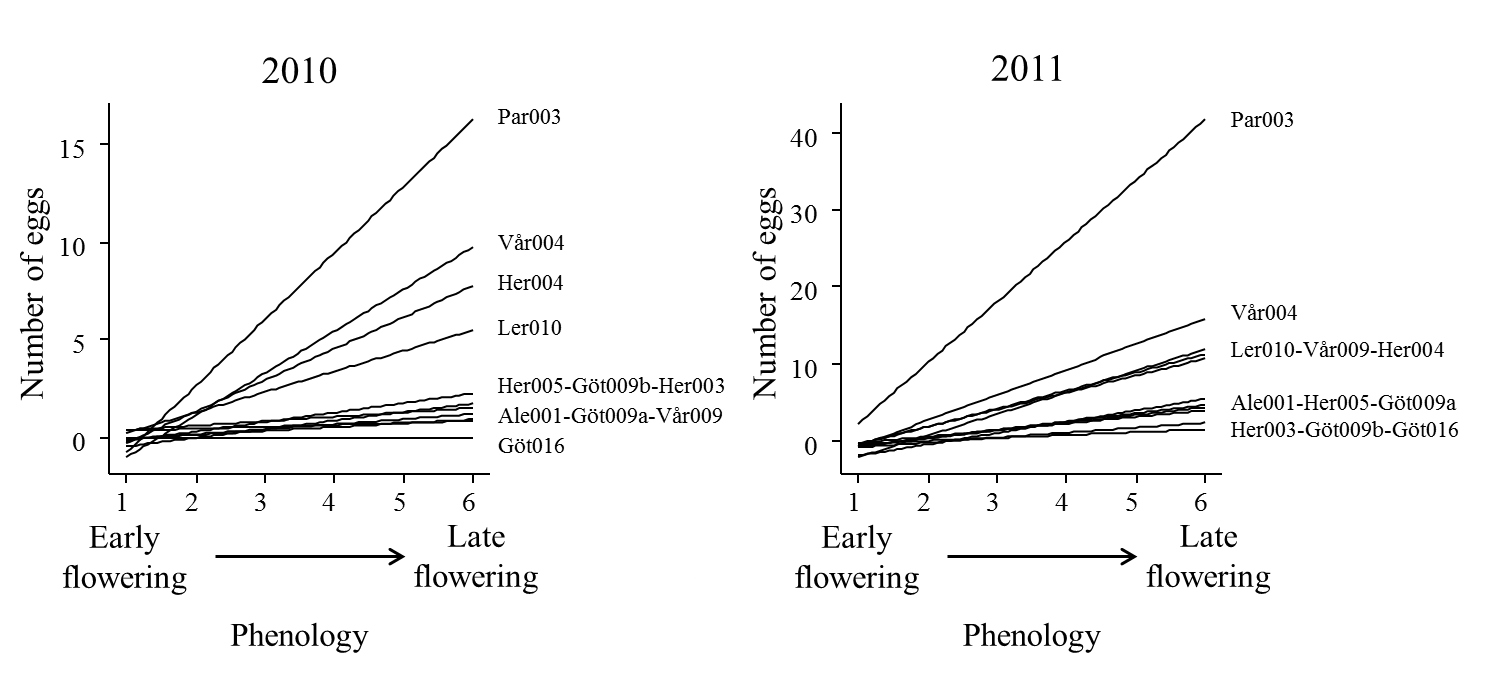 2010
Number of eggs
15
10
5
0
1 2 3 4 5 6
Par003
Vår004
Her004
Ler010
Her005-Göt009b-Her003
Ale001-Göt009a-Vår009
Göt016
Early
flowering
Late
flowering
Phenology
2011
Number of eggs
40
30
20
10
0
1 2 3 4 5 6
Par003
Vår004
Ler010-Vår009-Her004
Ale001-Her005-Göt009a
Her003-Göt009b-Göt016
Early
flowering
Late
flowering
Phenology